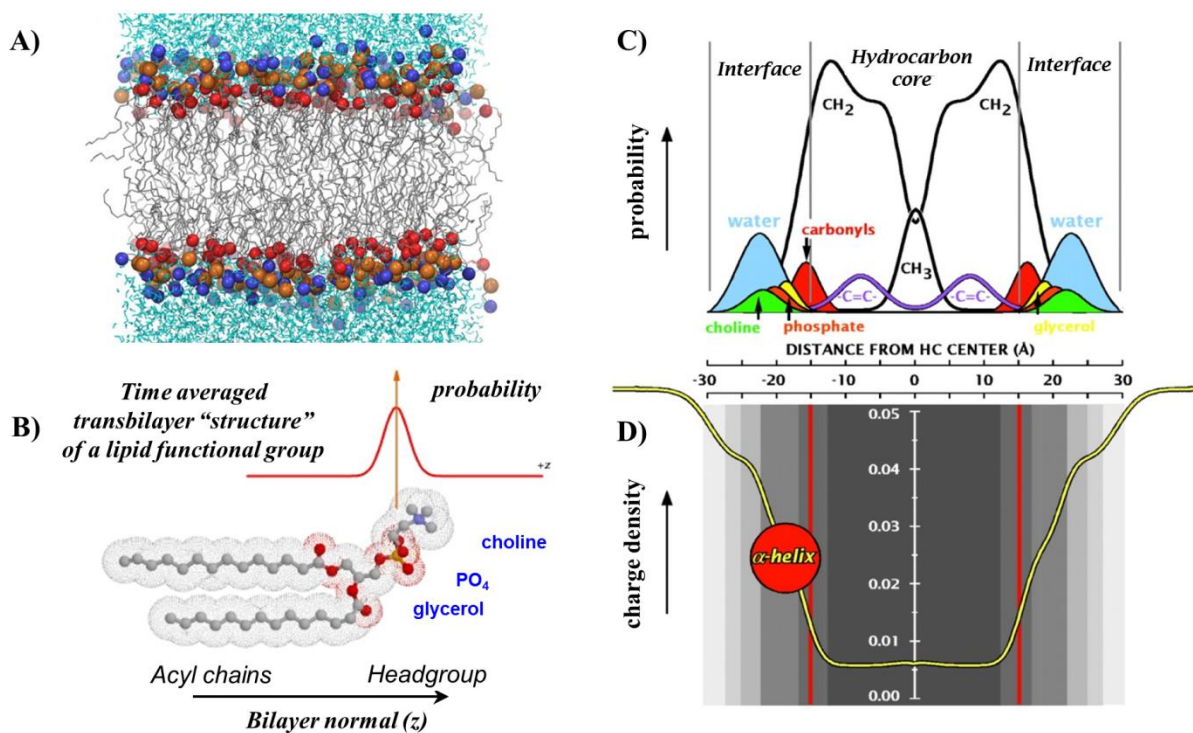 A)
B)
Time averaged
transbilayer “structure”
of a lipid functional group
probability
+z
choline
PO4
glycerol
Acyl chains
Headgroup
Bilayer normal (z)
C)
probability
Interface
Hydrocarbon
core
Interface
CH2
CH2
water
carbonyls
water
CH3
-C=C-
-C=C-
choline
phosphate
glycerol
DISTANCE FROM HC CENTER (Å)
-30 -20 -10 0 10 20 30
D)
charge density
0.05
0.04
0.03
α-helix
0.02
0.01
0.00